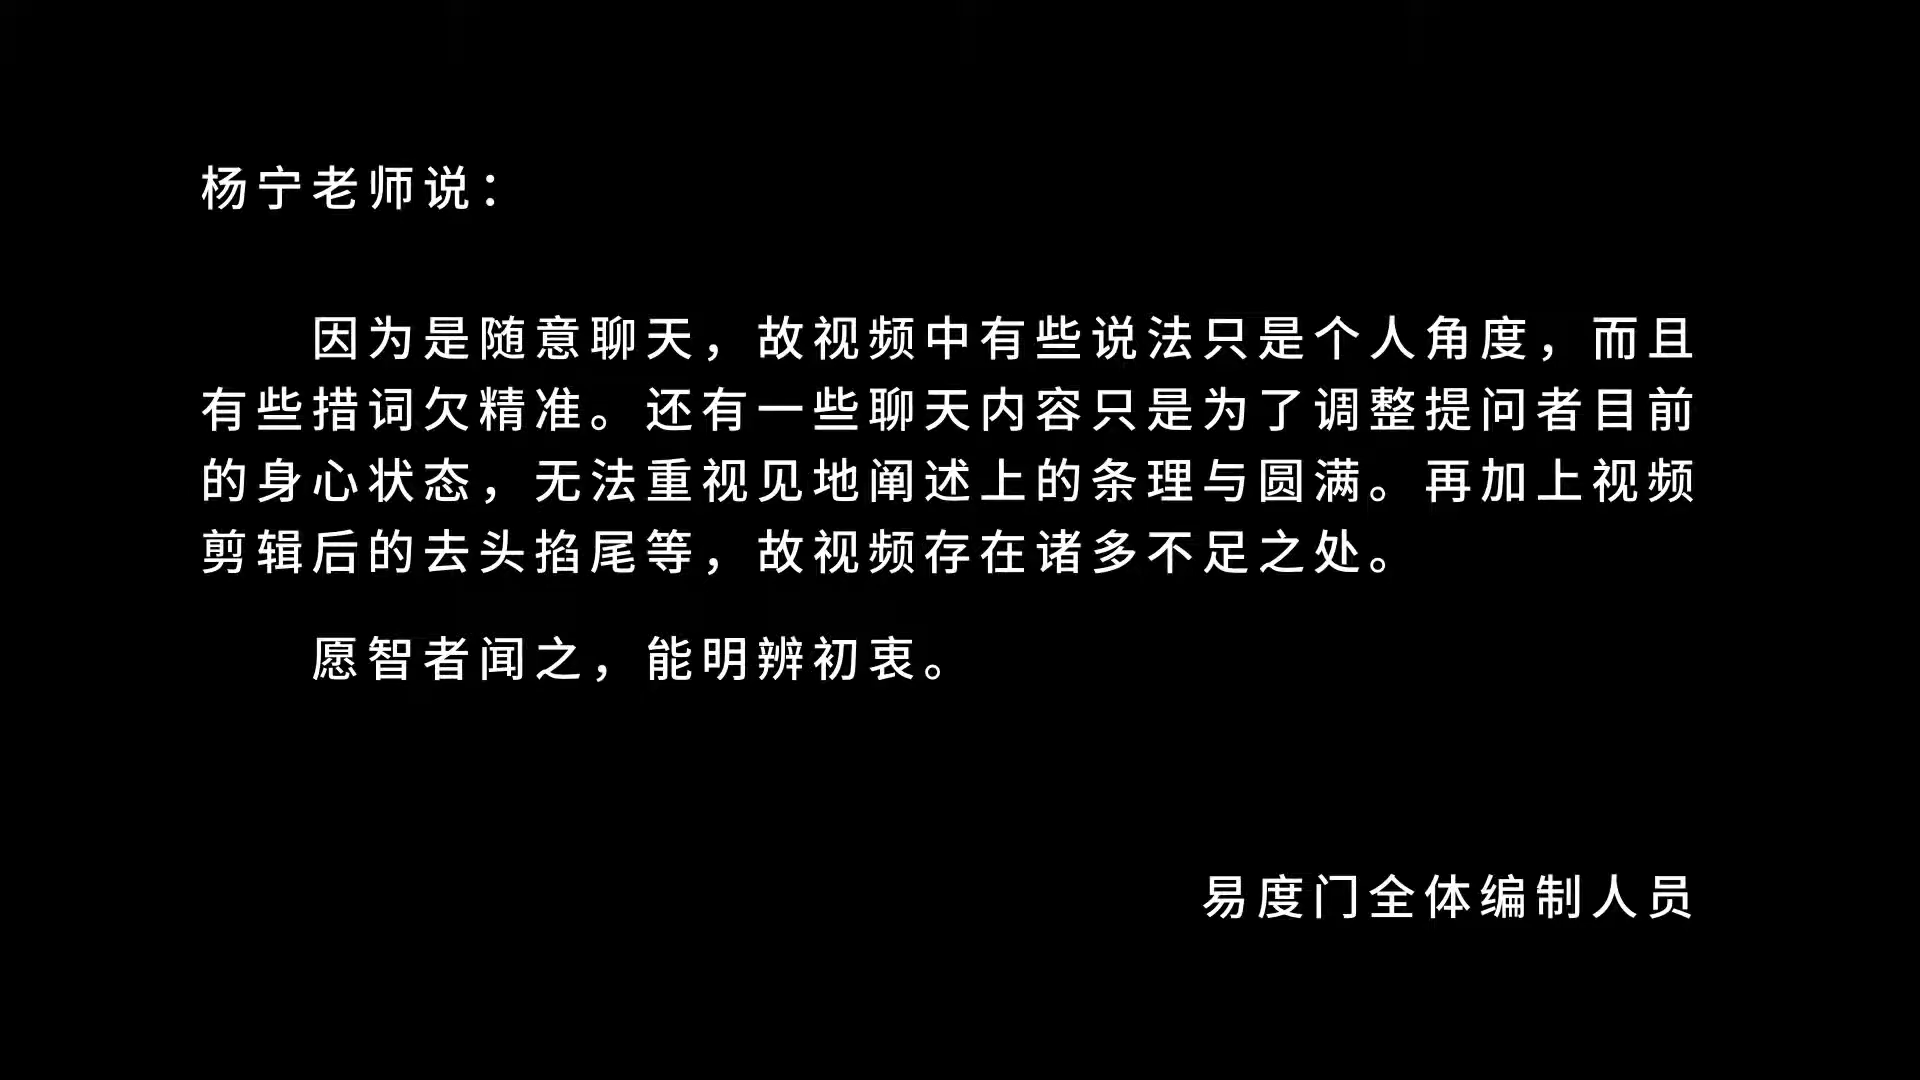 杨宁老师说：
因为是随意聊天，故视频中有些说法只是个人角度，而且
有些措词欠精准。还有一些聊天内容只是为了调整提问者目前
的身心状态，无法重视见地阐述上的条理与圆满。再加上视频
剪辑后的去头掐尾等，故视频存在诸多不足之处。
愿智者闻之，能明辨初衷。
易度门全体编制人员